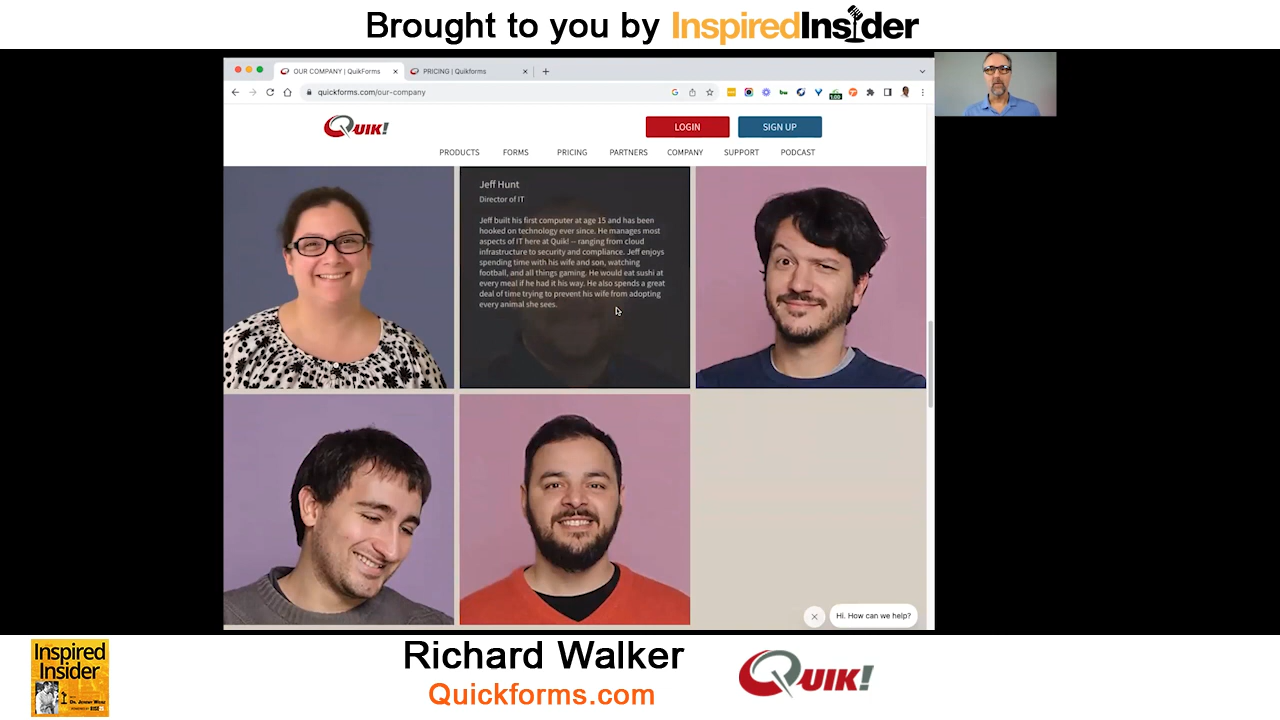 Brought to you by InspiredInsider
OUR COMPANY | QuikForms
PRICING | Quikforms
quickforms.com/our-company
QUIK!
LOGIN
SIGN UP
PRODUCTS
FORMS
PRICING
PARTNERS
COMPANY
SUPPORT
PODCAST
Jeff Hunt
Director of IT
Jeff built his first computer at age 15 and has been
hooked on technology ever since. He manages most
aspects of IT here at Quik! – ranging from cloud
infrastructure to security and compliance. Jeff enjoys
spending time with his wife and son, watching
football, and all things gaming. He would eat sushi at
every meal if he had it his way. He also spends a great
deal of time trying to prevent his wife from adopting
every animal she sees.
Hi. How can we help?
Inspired
Insider
Richard Walker
Quickforms.com
QUIK!